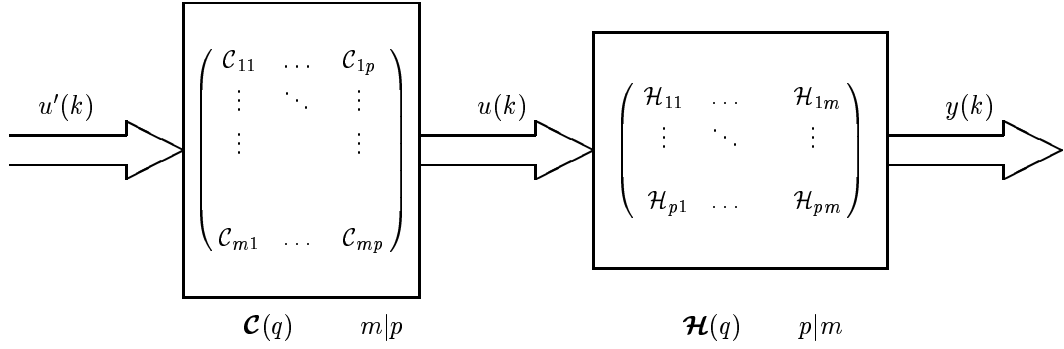 u′(k)
C₁₁ … C₁ₚ
⋮ ⋱ ⋮
⋮ ⋮
Cₘ₁ … Cₘₚ
u(k)
H₁₁ … H₁ₘ
⋮ ⋱ ⋮
Hₚ₁ … Hₚₘ
y(k)
C(q) m|p
H(q) p|m